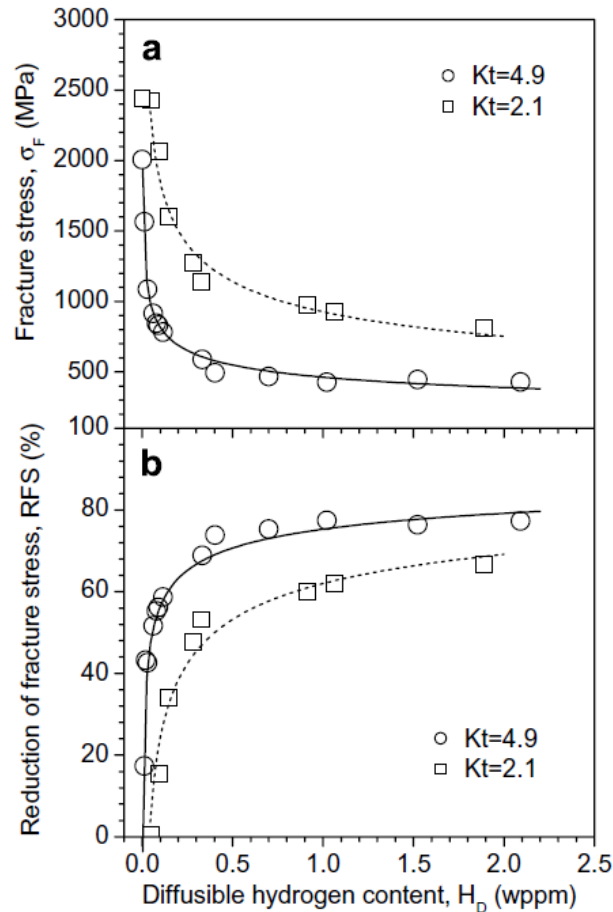 3000
a
Kt=4.9
2500
Kt=2.1
2000
1500
1000
500
100
Fracture stress, σF (MPa)
b
80
60
40
20
0
Kt=4.9
Kt=2.1
Reduction of fracture stress, RFS (%)
0.0 0.5 1.0 1.5 2.0 2.5
Diffusible hydrogen content, HD (wppm)